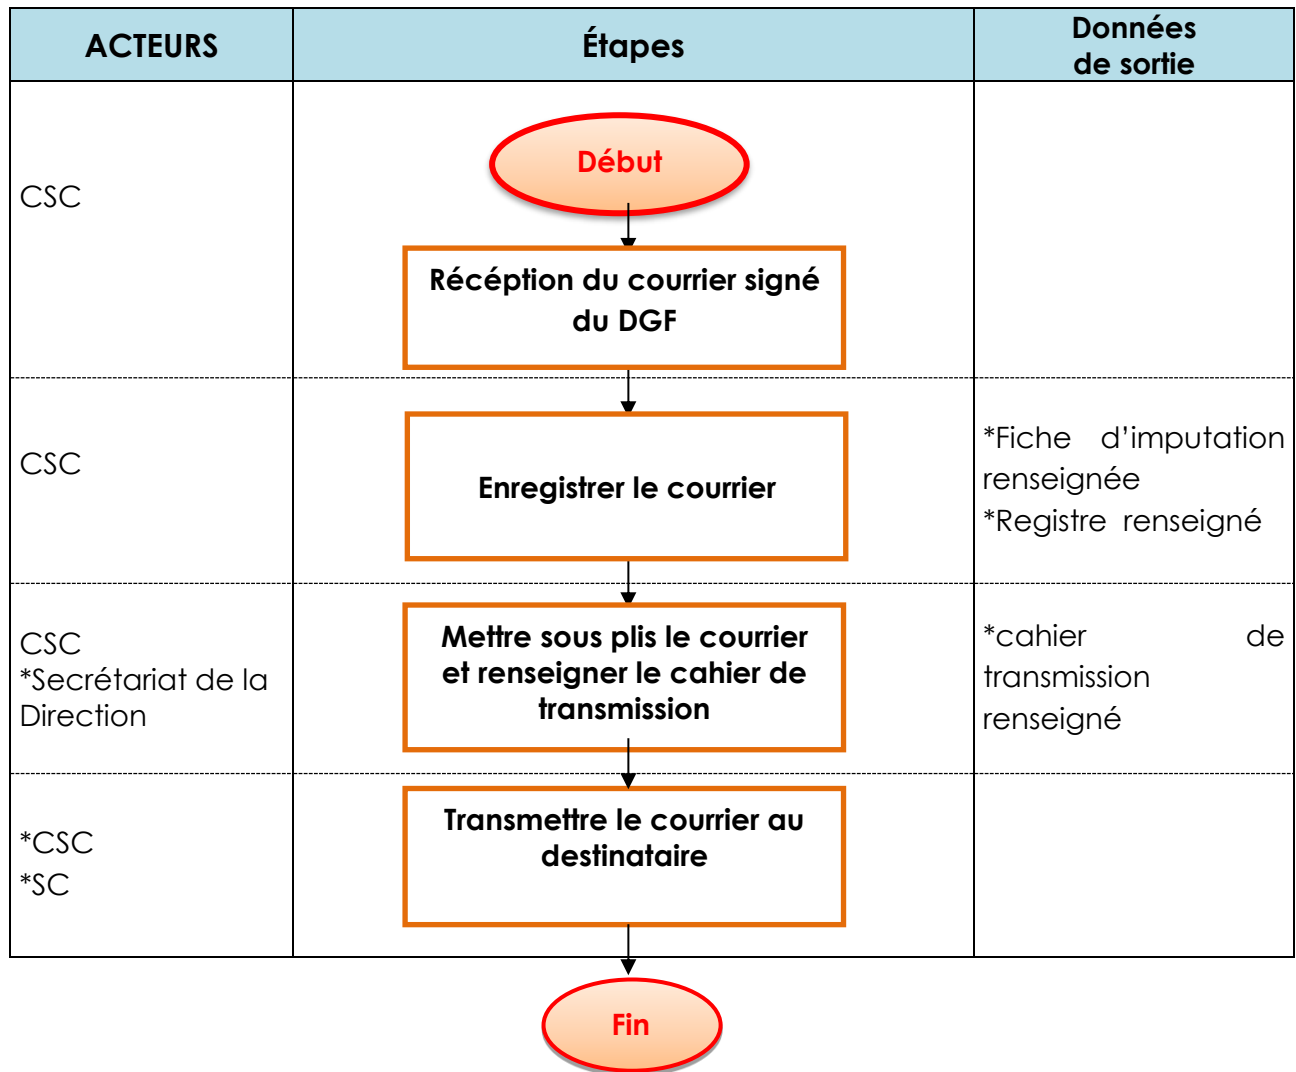 ACTEURS
Étapes
Données
de sortie
CSC
Début
Récéption du courrier signé
du DGF
CSC
Enregistrer le courrier
*Fiche d’imputation
renseignée
*Registre renseigné
CSC
*Secrétariat de la
Direction
Mettre sous plis le courrier
et renseigner le cahier de
transmission
*cahier de
transmission
renseigné
*CSC
*SC
Transmettre le courrier au
destinataire
Fin